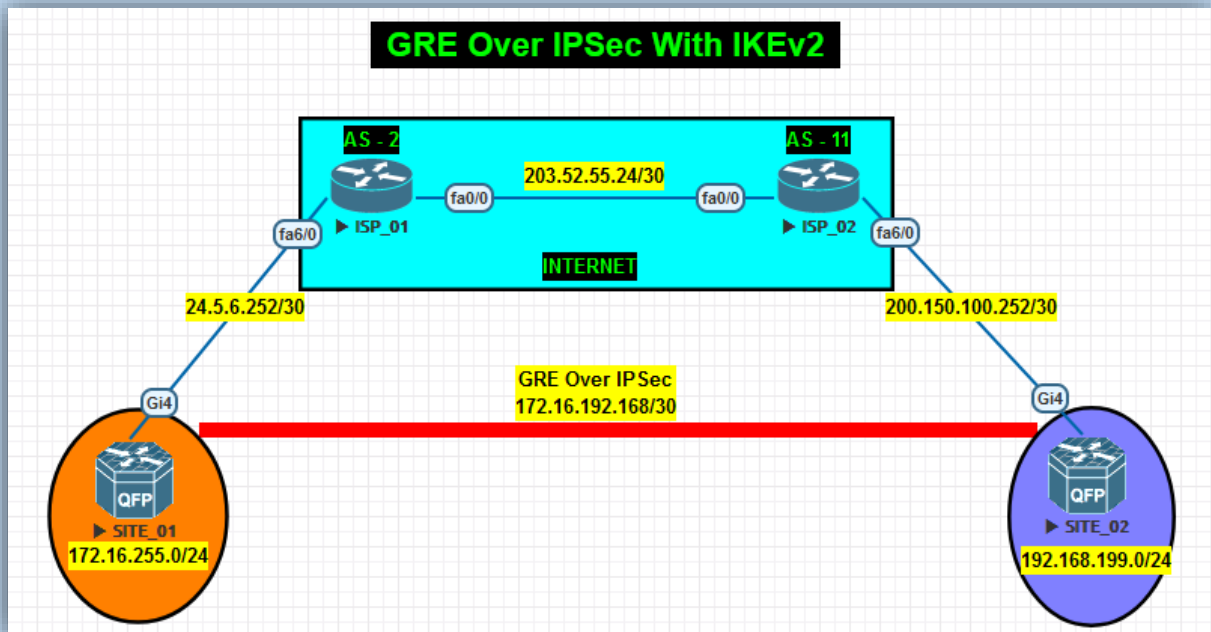 GRE Over IPSec With IKEv2
AS - 2
AS - 11
203.52.55.24/30
fa0/0
fa0/0
ISP_01
ISP_02
fa6/0
fa6/0
INTERNET
24.5.6.252/30
200.150.100.252/30
GRE Over IPSec
172.16.192.168/30
Gi4
Gi4
QFP
QFP
SITE_01
SITE_02
172.16.255.0/24
192.168.199.0/24